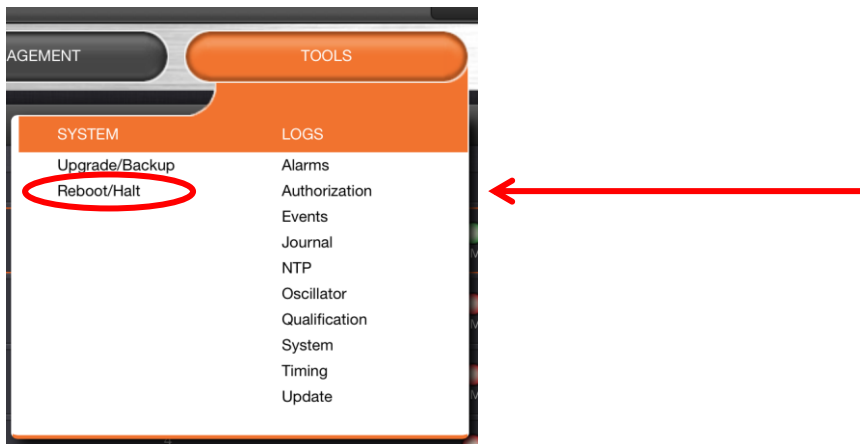 AGEMENT
TOOLS
SYSTEM
Upgrade/Backup
Reboot/Halt
LOGS
Alarms
Authorization
Events
Journal
NTP
Oscillator
Qualification
System
Timing
Update